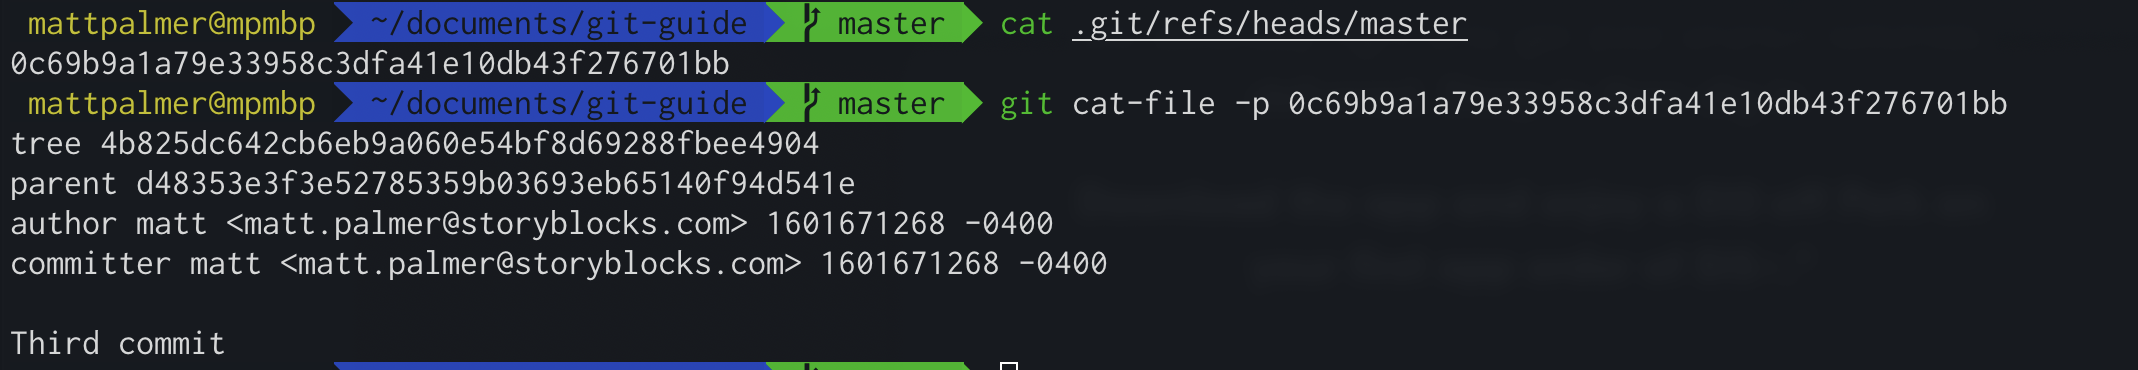 mattpalmer@mpmbp ~/documents/git-guide master cat .git/refs/heads/master
0c69b9a1a79e33958c3dfa41e10db43f276701bb
mattpalmer@mpmbp ~/documents/git-guide master git cat-file -p 0c69b9a1a79e33958c3dfa41e10db43f276701bb
tree 4b825dc642cb6eb9a060e54bf8d69288fbee4904
parent d48353e3f3e52785359b03693eb65140f94d541e
author matt <matt.palmer@storyblocks.com> 1601671268 -0400
committer matt <matt.palmer@storyblocks.com> 1601671268 -0400
Third commit